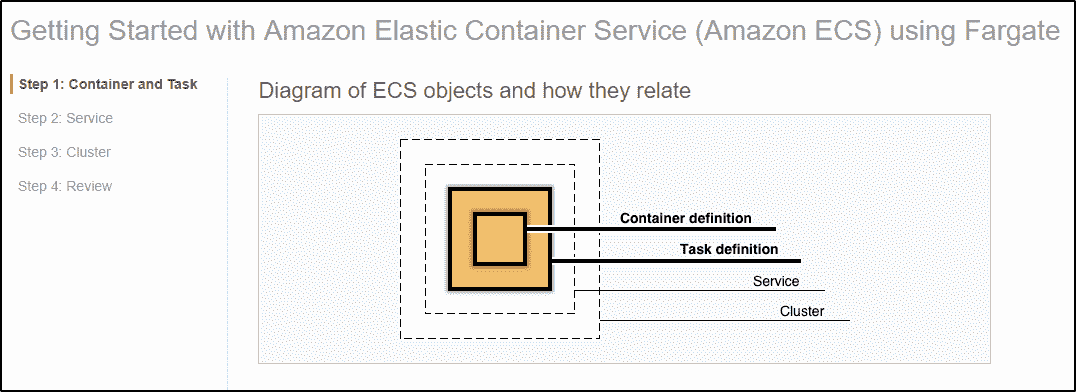 Getting Started with Amazon Elastic Container Service (Amazon ECS) using Fargate
Step 1: Container and Task
Step 2: Service
Step 3: Cluster
Step 4: Review
Diagram of ECS objects and how they relate
Container definition
Task definition
Service
Cluster